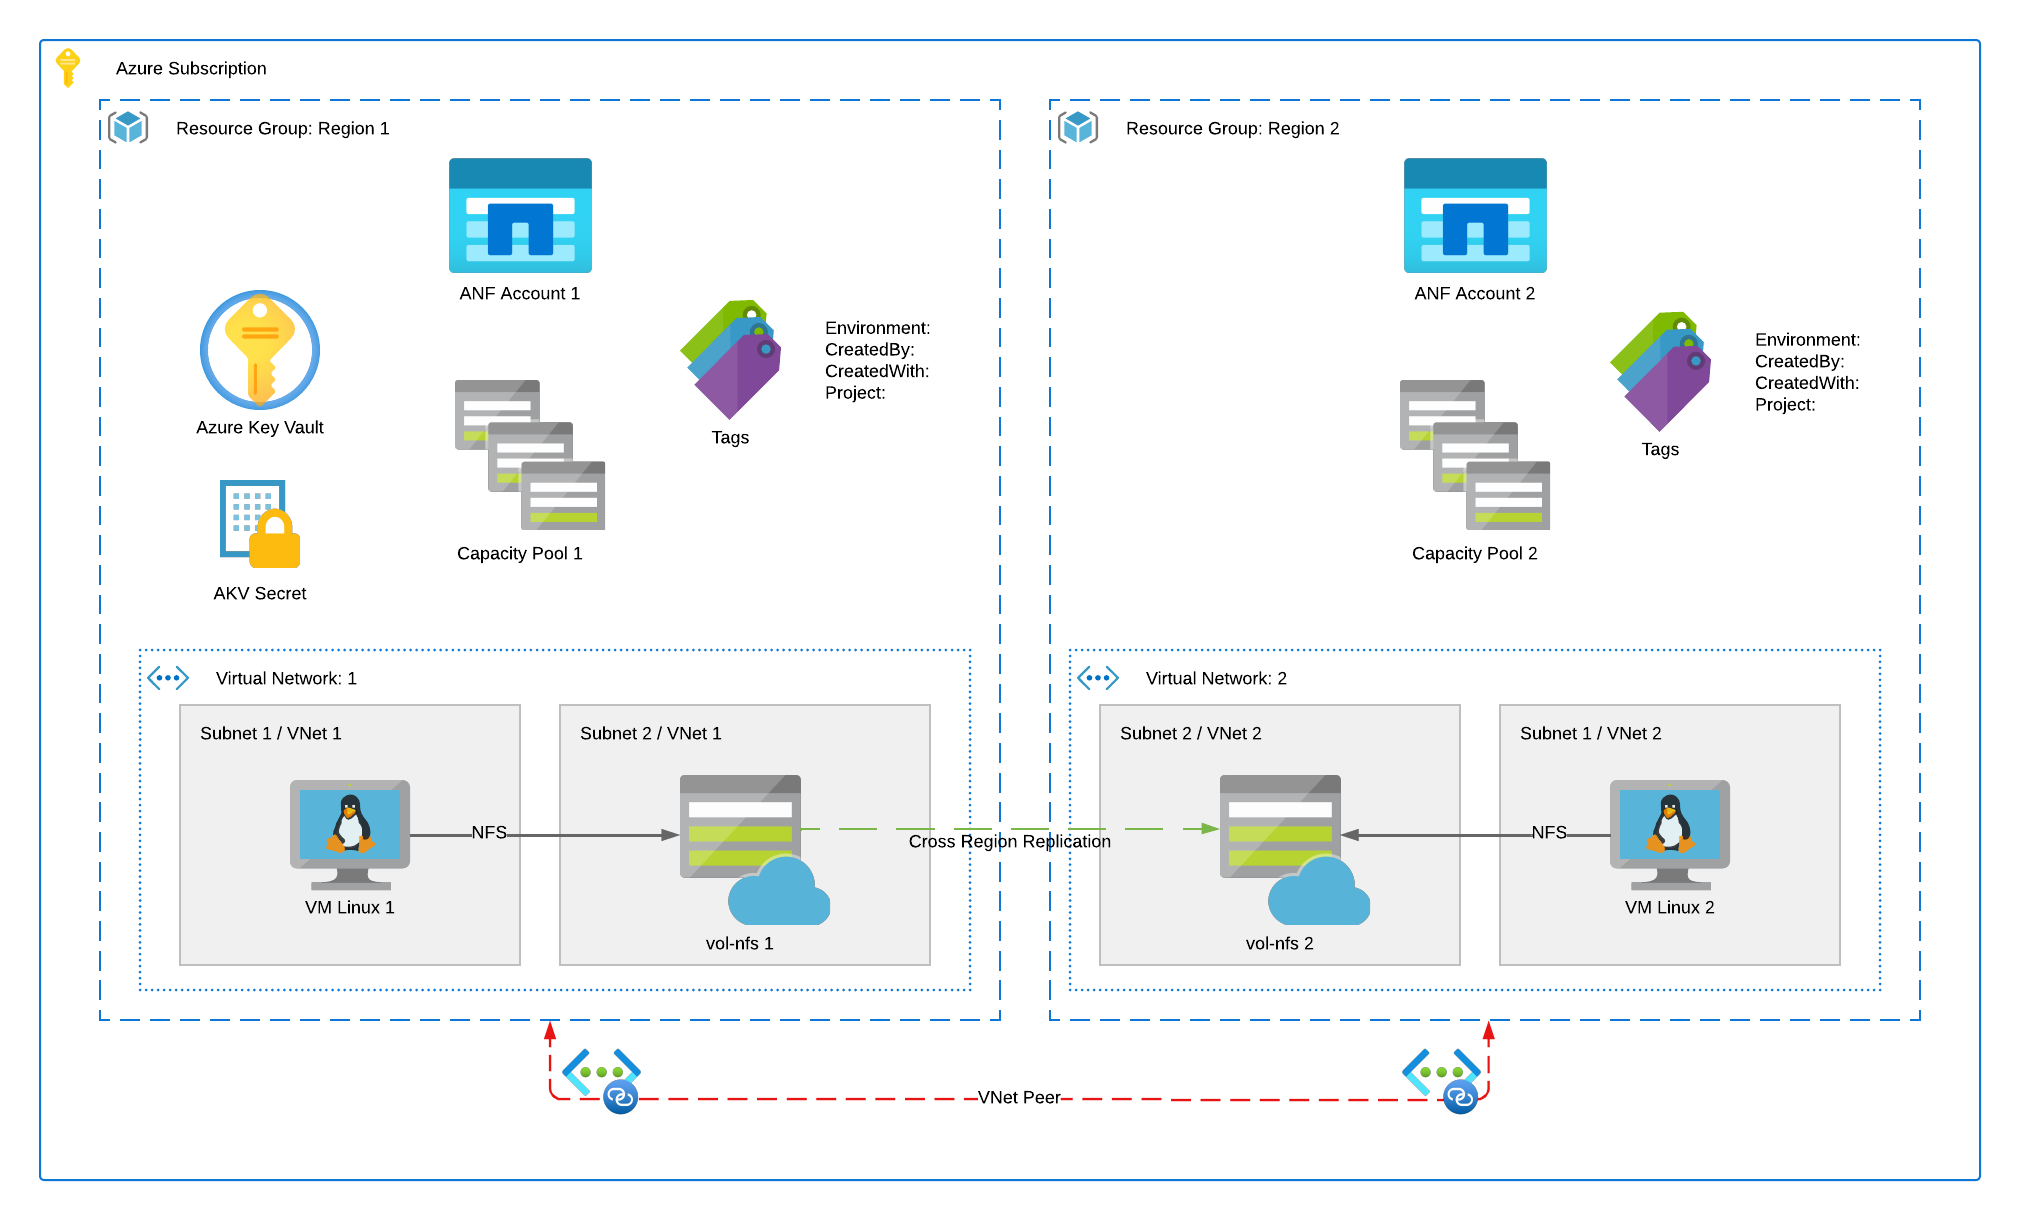 Azure Subscription
Resource Group: Region 1
ANF Account 1
Azure Key Vault
AKV Secret
Capacity Pool 1
Tags
Environment:
CreatedBy:
CreatedWith:
Project:
Virtual Network: 1
Subnet 1 / VNet 1
VM Linux 1
NFS
Subnet 2 / VNet 1
vol-nfs 1
Cross Region Replication
Resource Group: Region 2
ANF Account 2
Capacity Pool 2
Tags
Environment:
CreatedBy:
CreatedWith:
Project:
Virtual Network: 2
Subnet 2 / VNet 2
vol-nfs 2
NFS
Subnet 1 / VNet 2
VM Linux 2
VNet Peer